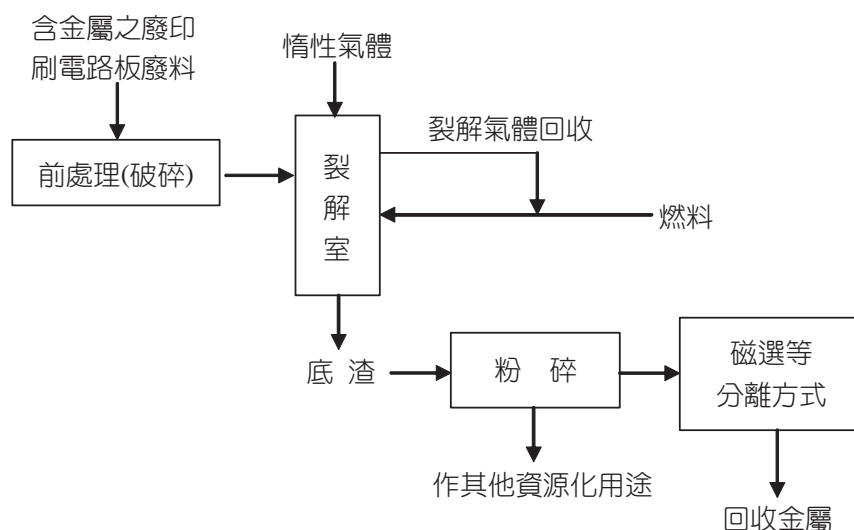 含金屬之廢印
刷電路板廢料
惰性氣體
裂解氣體回收
前處理(破碎)
裂
解
室
燃料
底 渣
粉 碎
磁選等
分離方式
作其他資源化用途
回收金屬